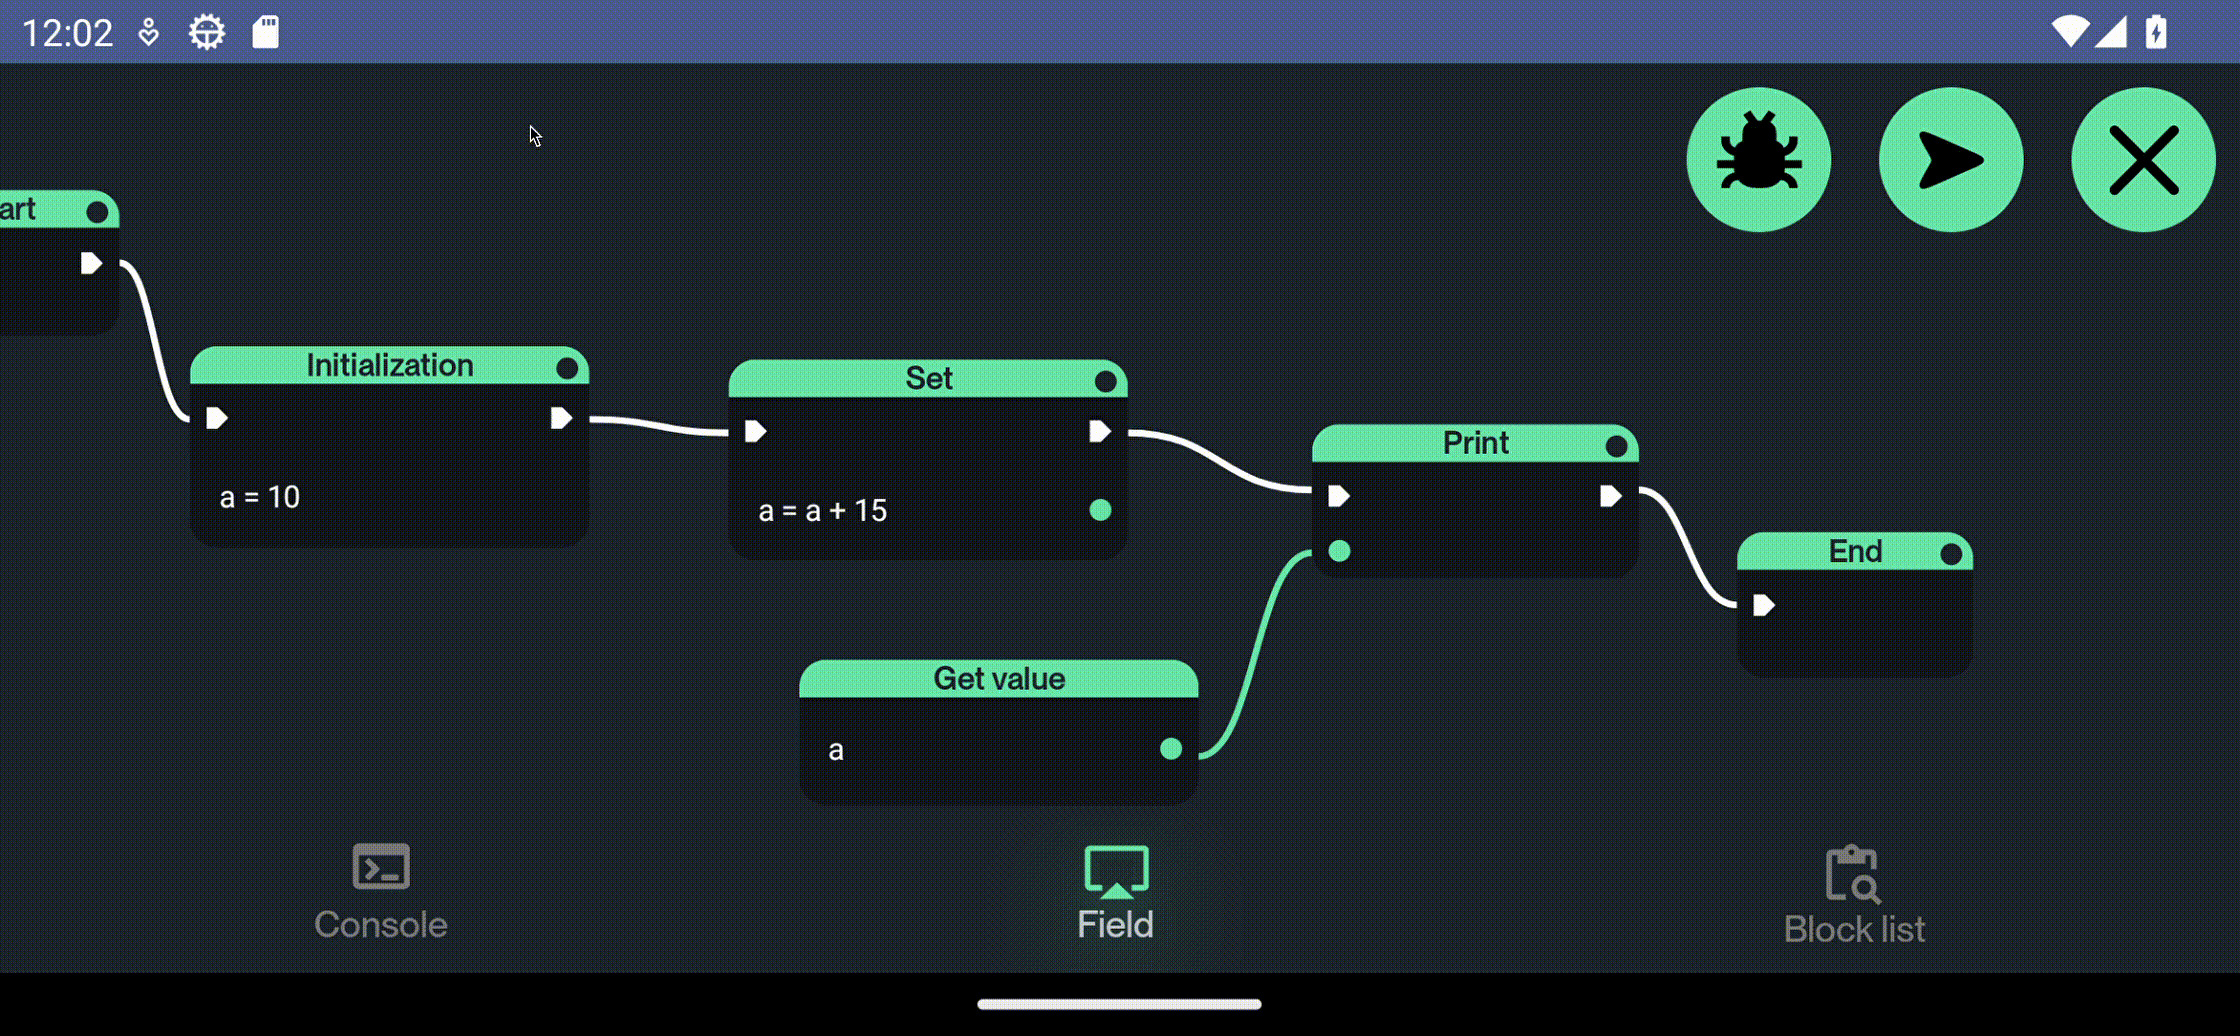 12:02
art
Initialization
a = 10
Set
a = a + 15
Print
End
Get value
a
Console
Field
Block list